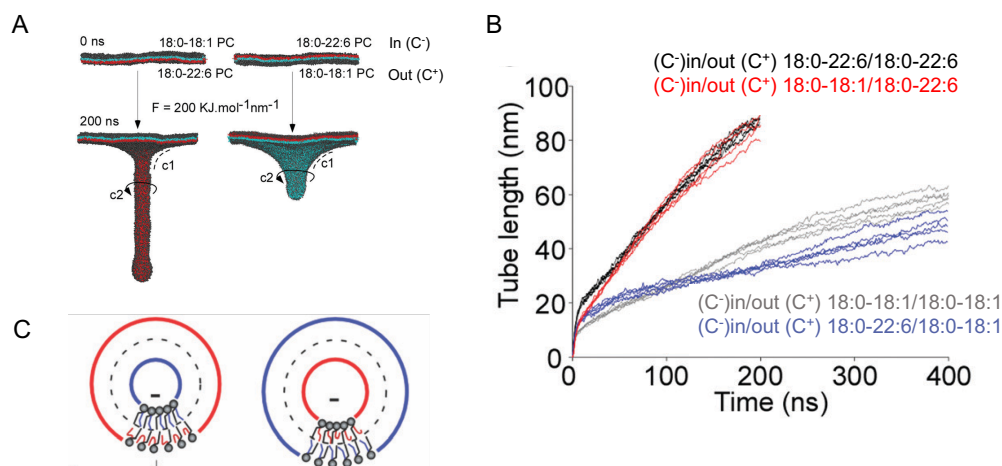 A
0 ns
18:0-18:1 PC
18:0-22:6 PC
In (C⁻)
18:0-22:6 PC
18:0-18:1 PC
Out (C⁺)
F = 200 KJ.mol⁻¹nm⁻¹
200 ns
c1
c2
c1
c2
B
(C⁻)in/out (C⁺) 18:0-22:6/18:0-22:6
(C⁻)in/out (C⁺) 18:0-18:1/18:0-22:6
Tube length (nm)
100
80
60
40
20
0
(C⁻)in/out (C⁺) 18:0-18:1/18:0-18:1
(C⁻)in/out (C⁺) 18:0-22:6/18:0-18:1
0 100 200 300 400
Time (ns)
C
-
-